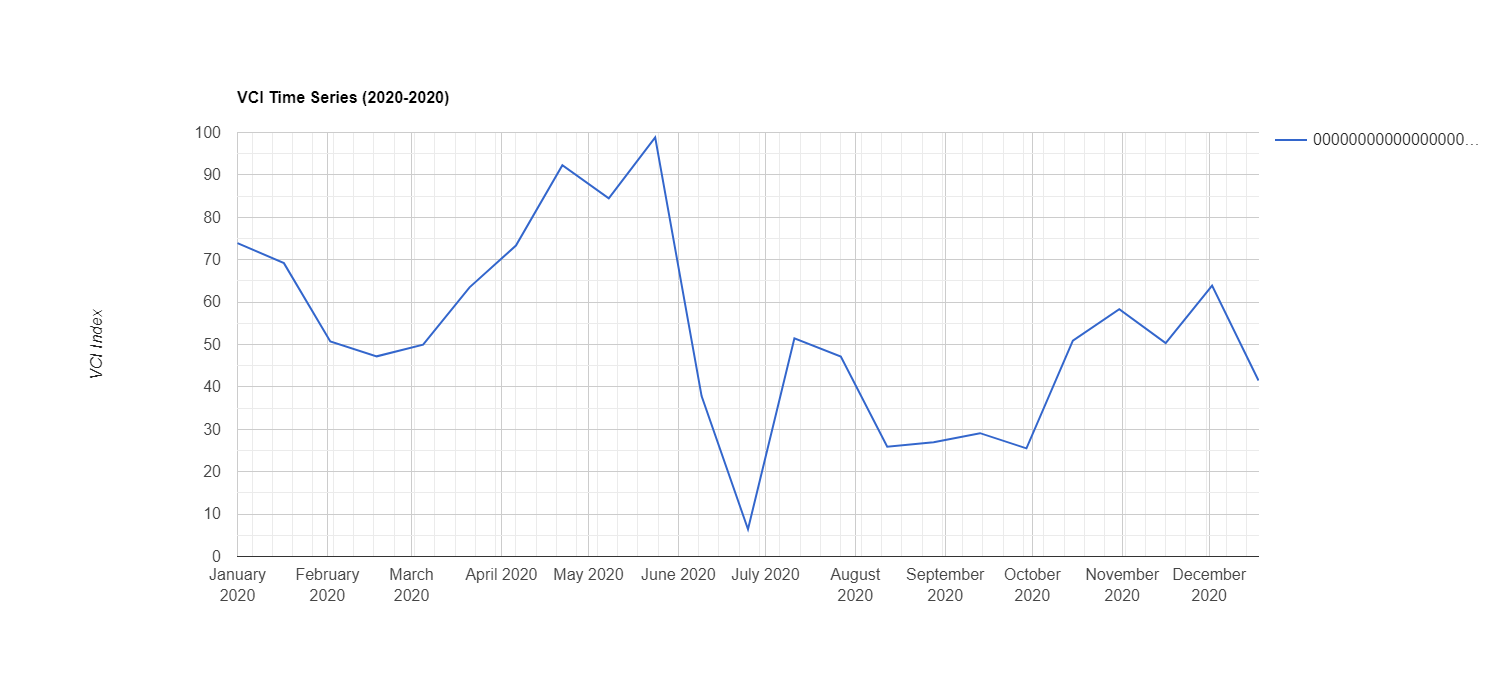 VCI Time Series (2020-2020)
00000000000000000...
100
90
80
70
60
50
40
30
20
10
0
VCI Index
January 2020
February 2020
March 2020
April 2020
May 2020
June 2020
July 2020
August 2020
September 2020
October 2020
November 2020
December 2020